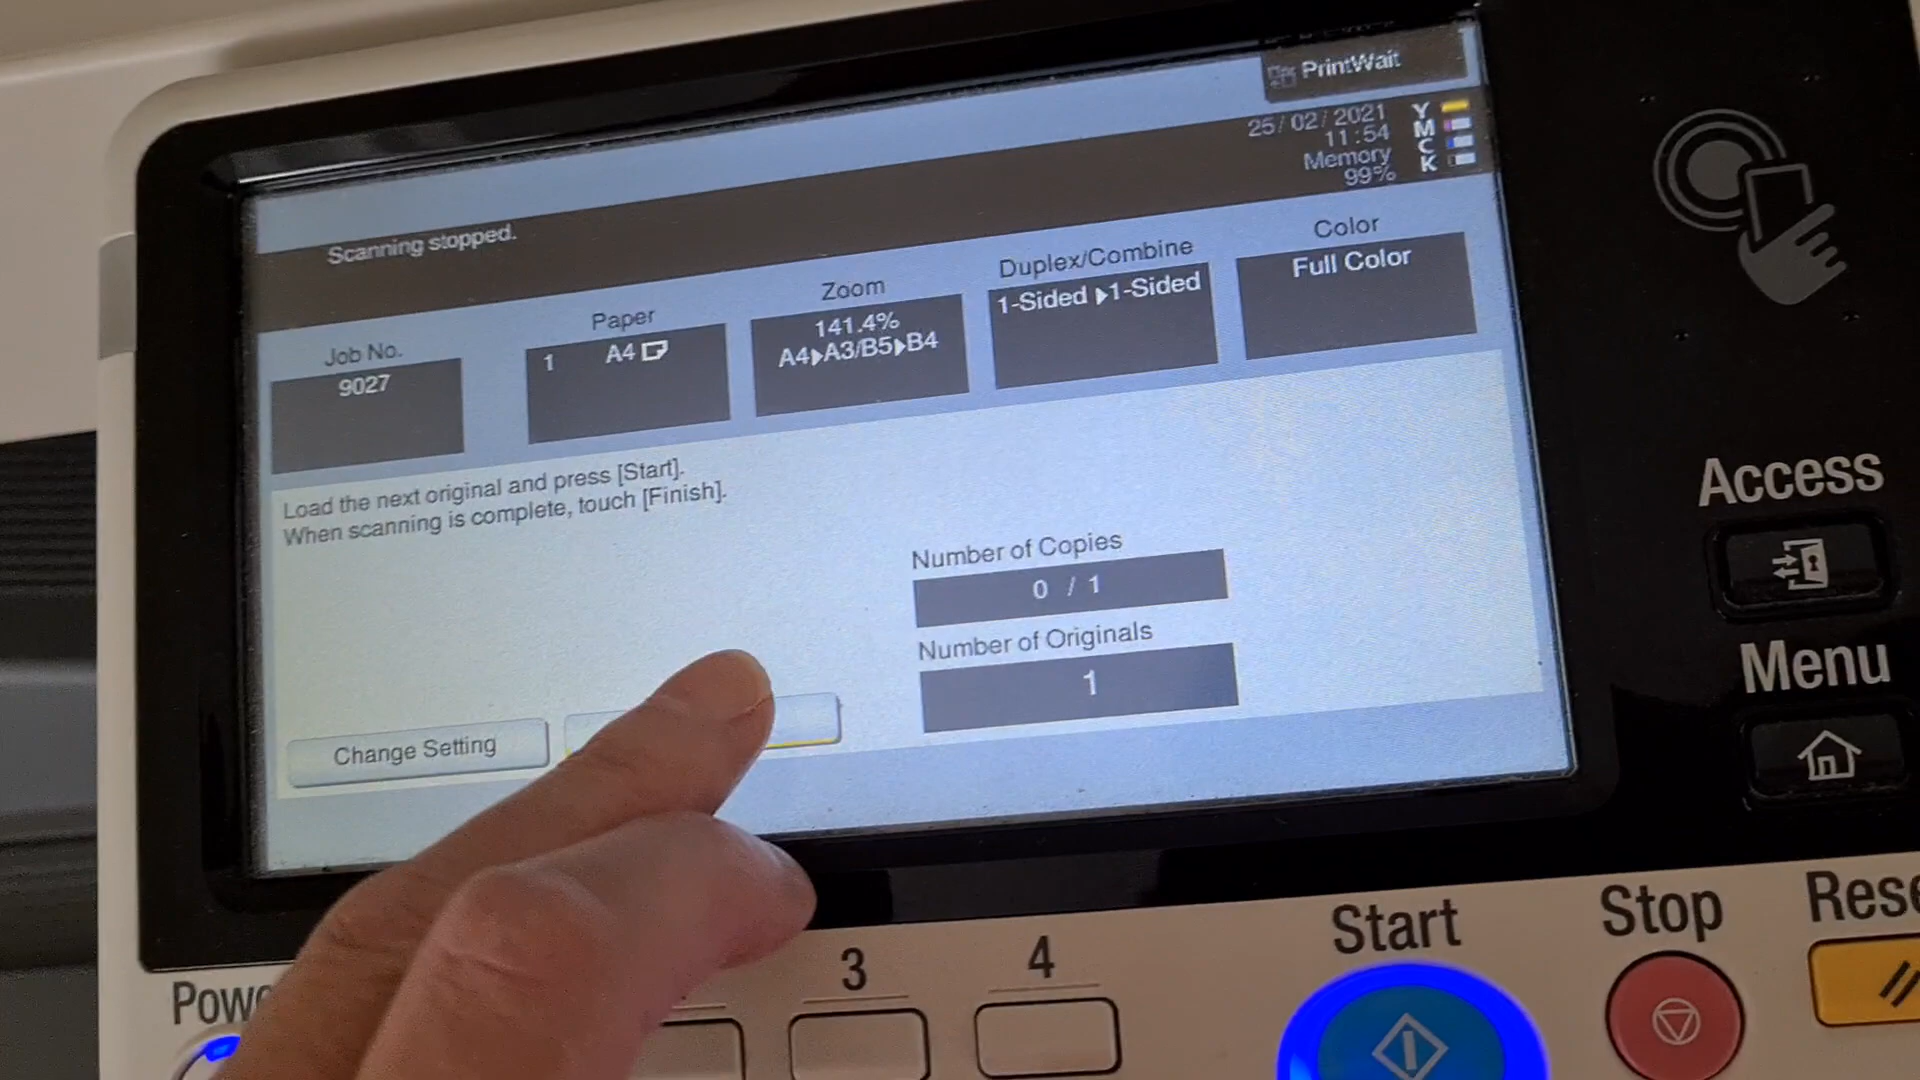 PrintWait
25/02/2021
11:54
Memory
99%
Y
M
C
K
Scanning stopped.
Job No.
9027
Paper
1 A4
Zoom
141.4%
A4▸A3/B5▸B4
Duplex/Combine
1-Sided ▸1-Sided
Color
Full Color
Load the next original and press [Start].
When scanning is complete, touch [Finish].
Number of Copies
0 / 1
Number of Originals
1
Change Setting
Access
Menu
Start
Stop
Rese
Powe
3
4